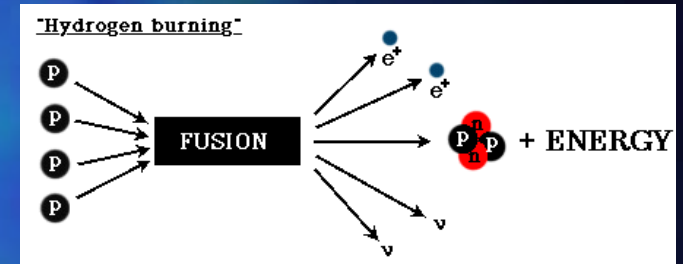 "Hydrogen burning"
P
P
P
P
FUSION
e⁺
e⁺
n
P P
n
+ ENERGY
ν
ν